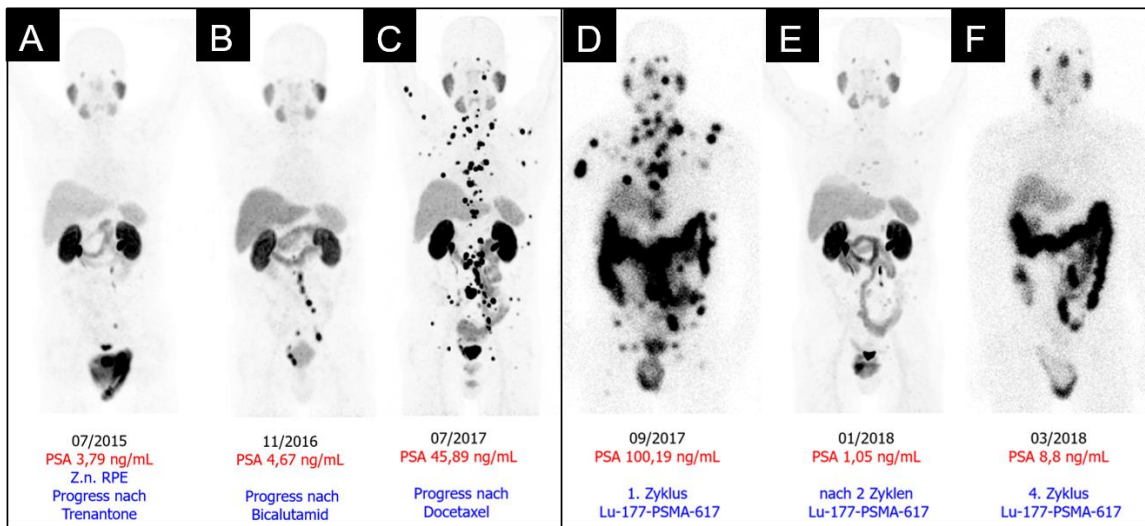 A
B
C
D
E
F
07/2015
PSA 3,79 ng/mL
Z.n. RPE
Progress nach
Trenantone
11/2016
PSA 4,67 ng/mL
Progress nach
Bicalutamid
07/2017
PSA 45,89 ng/mL
Progress nach
Docetaxel
09/2017
PSA 100,19 ng/mL
1. Zyklus
Lu-177-PSMA-617
01/2018
PSA 1,05 ng/mL
nach 2 Zyklen
Lu-177-PSMA-617
03/2018
PSA 8,8 ng/mL
4. Zyklus
Lu-177-PSMA-617